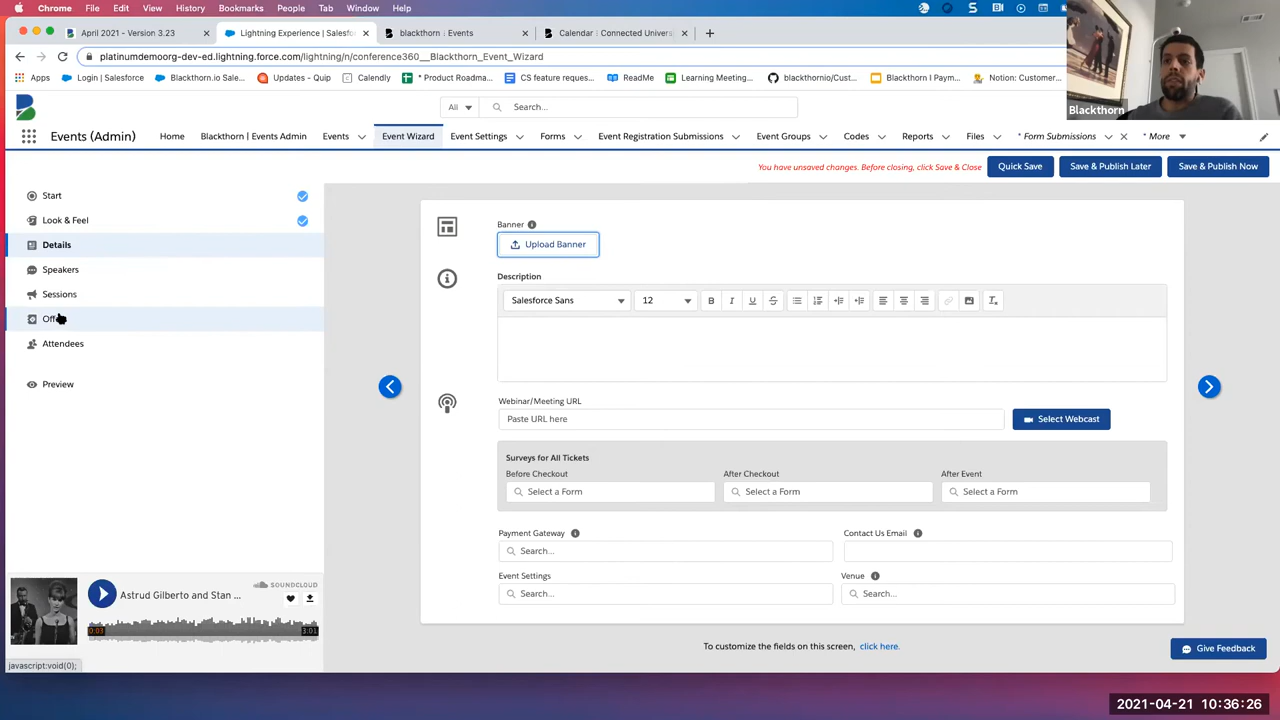 Chrome File Edit View History Bookmarks People Tab Window Help
April 2021 - Version 3.23 Lightning Experience | Salesfo blackthorn | Events Calendar | Connected Univers
platinumdemoorg-dev-ed.lightning.force.com/lightning/n/conference360__Blackthorn_Event_Wizard
Apps Login | Salesforce Blackthorn.io Sale... Updates - Quip Calendly * Product Roadma... CS feature reques... ReadMe Learning Meeting... blackthornio/Cust... Blackthorn | Paym... Notion: Customer...
Blackthorn
All Search...
Events (Admin) Home Blackthorn | Events Admin Events Event Wizard Event Settings Forms Event Registration Submissions Event Groups Codes Reports Files * Form Submissions * More
You have unsaved changes. Before closing, click Save & Close Quick Save Save & Publish Later Save & Publish Now
Start
Look & Feel
Details
Speakers
Sessions
Off
Attendees
Preview
Banner
Upload Banner
Description
Salesforce Sans 12 B I U S
Webinar/Meeting URL
Paste URL here Select Webcast
Surveys for All Tickets
Before Checkout After Checkout After Event
Select a Form Select a Form Select a Form
Payment Gateway Contact Us Email
Search...
Event Settings Venue
Search... Search...
To customize the fields on this screen, click here.
Give Feedback
SOUNDCLOUD
Astrud Gilberto and Stan ...
0:03 3:01
javascript:void(0);
2021-04-21 10:36:26